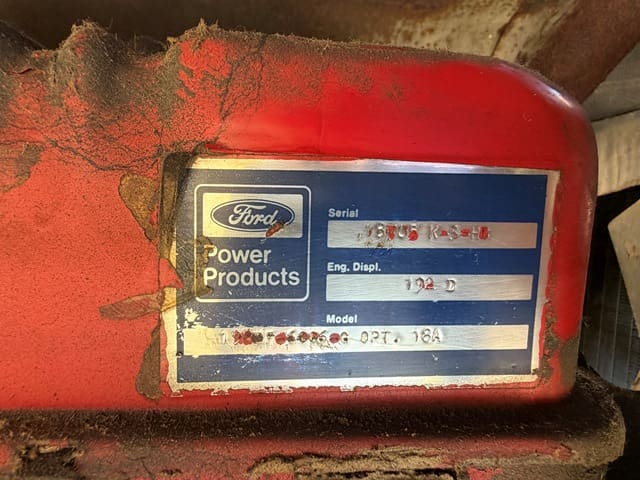 Ford
Power
Products
Serial
K-S-H
Eng. Displ.
192 D
Model
OPT. 18A